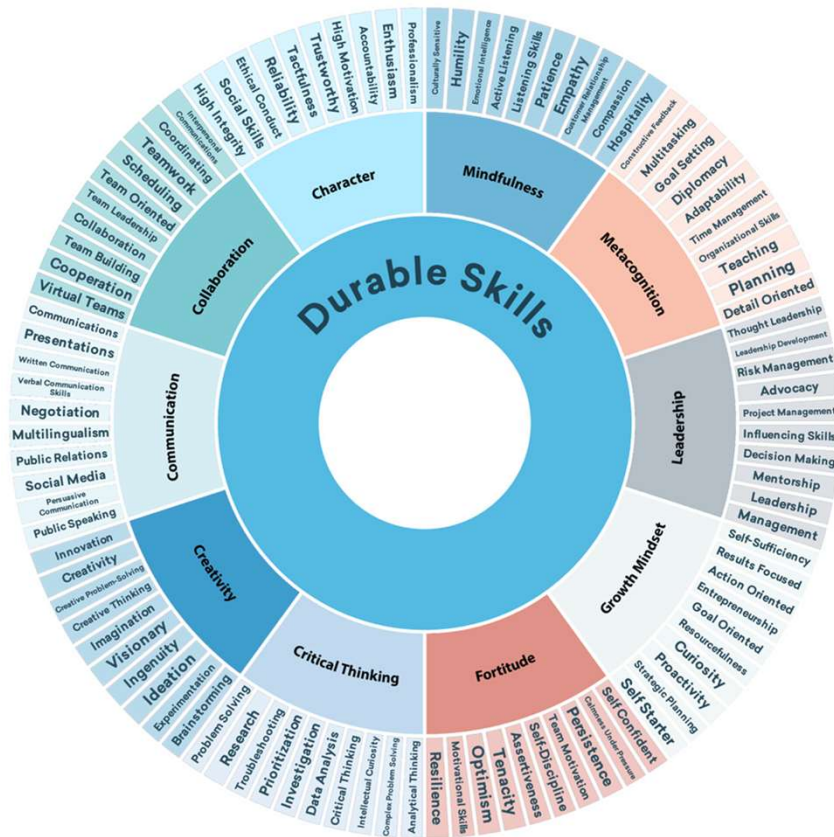 Durable Skills
Character
High Integrity
Social Skills
Ethical Conduct
Reliability
Tactfulness
Trustworthy
High Motivation
Accountability
Enthusiasm
Professionalism
Mindfulness
Culturally Sensitive
Humility
Emotional Intelligence
Active Listening
Listening Skills
Patience
Empathy
Customer Relationship
Management
Compassion
Hospitality
Metacognition
Constructive Feedback
Multitasking
Goal Setting
Diplomacy
Adaptability
Time Management
Organizational Skills
Teaching
Planning
Detail Oriented
Leadership
Thought Leadership
Leadership Development
Risk Management
Advocacy
Project Management
Influencing Skills
Decision Making
Mentorship
Leadership
Management
Growth Mindset
Self-Sufficiency
Results Focused
Action Oriented
Entrepreneurship
Goal Oriented
Resourcefulness
Curiosity
Proactivity
Strategic Planning
Self Starter
Fortitude
Self Confident
Calmness Under Pressure
Persistence
Team Motivation
Self-Discipline
Assertiveness
Tenacity
Optimism
Motivational Skills
Resilience
Critical Thinking
Analytical Thinking
Complex Problem Solving
Intellectual Curiosity
Critical Thinking
Data Analysis
Investigation
Prioritization
Troubleshooting
Research
Problem Solving
Creativity
Brainstorming
Experimentation
Ideation
Ingenuity
Visionary
Imagination
Creative Thinking
Creative Problem-Solving
Creativity
Innovation
Communication
Public Speaking
Persuasive
Communication
Social Media
Public Relations
Multilingualism
Negotiation
Verbal Communication
Skills
Written Communication
Presentations
Communications
Collaboration
Virtual Teams
Cooperation
Team Building
Collaboration
Team Leadership
Team Oriented
Scheduling
Teamwork
Coordinating
Interpersonal
Communications